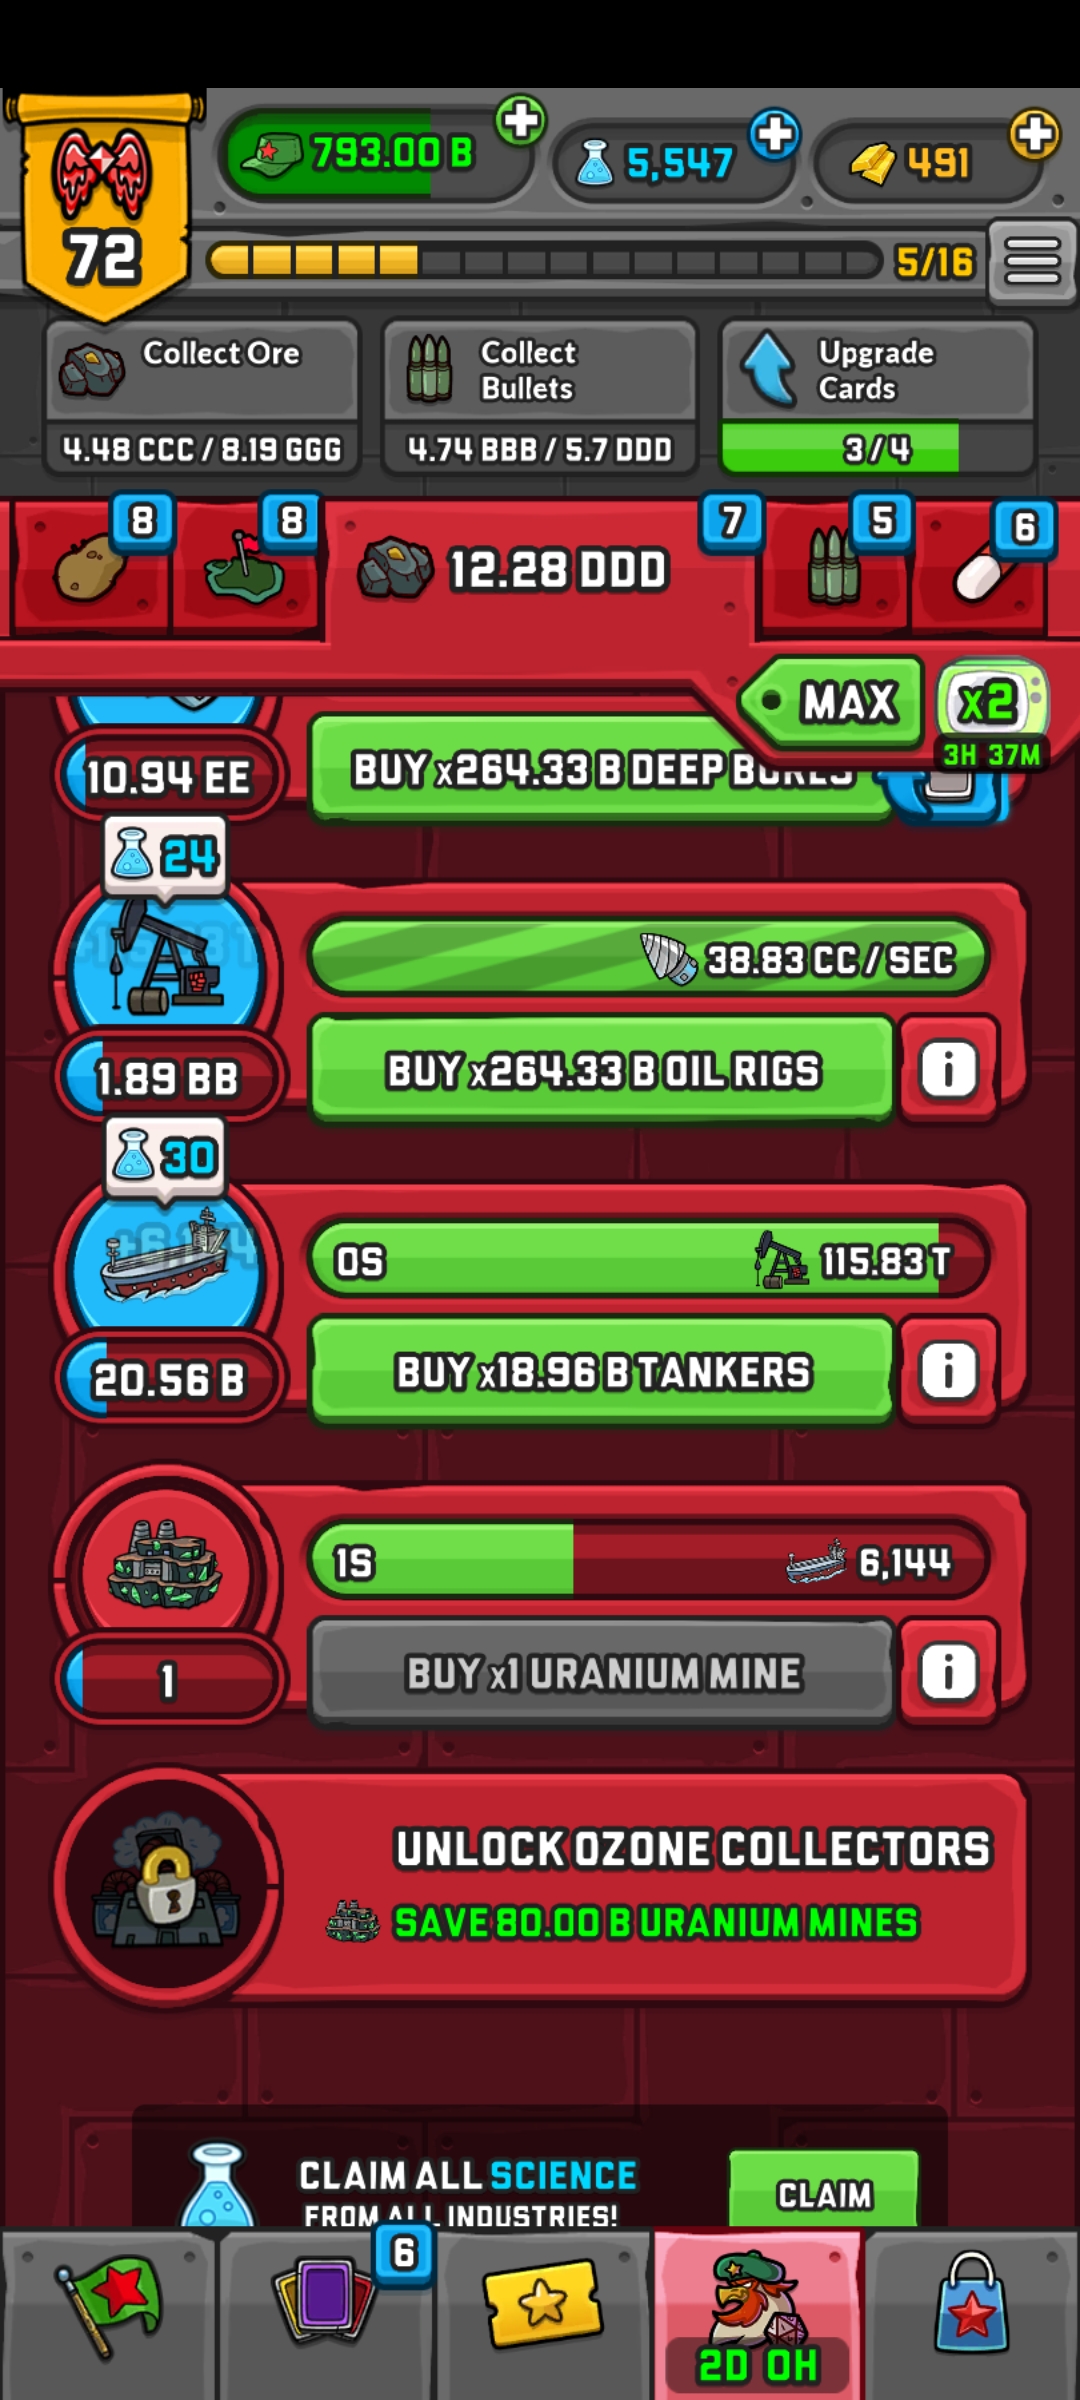 793.00 B
5,547
491
72
5/16
Collect Ore
4.48 CCC / 8.19 GGG
Collect
Bullets
4.74 BBB / 5.7 DDD
Upgrade
Cards
3/4
8
8
12.28 DDD
7
5
6
MAX
x2
3H 37M
10.94 EE
BUY x264.33 B DEEP BORES
24
38.83 CC / SEC
1.89 BB
BUY x264.33 B OIL RIGS
i
30
0S
115.83 T
20.56 B
BUY x18.96 B TANKERS
i
1S
6,144
1
BUY x1 URANIUM MINE
i
UNLOCK OZONE COLLECTORS
SAVE 80.00 B URANIUM MINES
CLAIM ALL SCIENCE
FROM ALL INDUSTRIES!
CLAIM
6
2D 0H